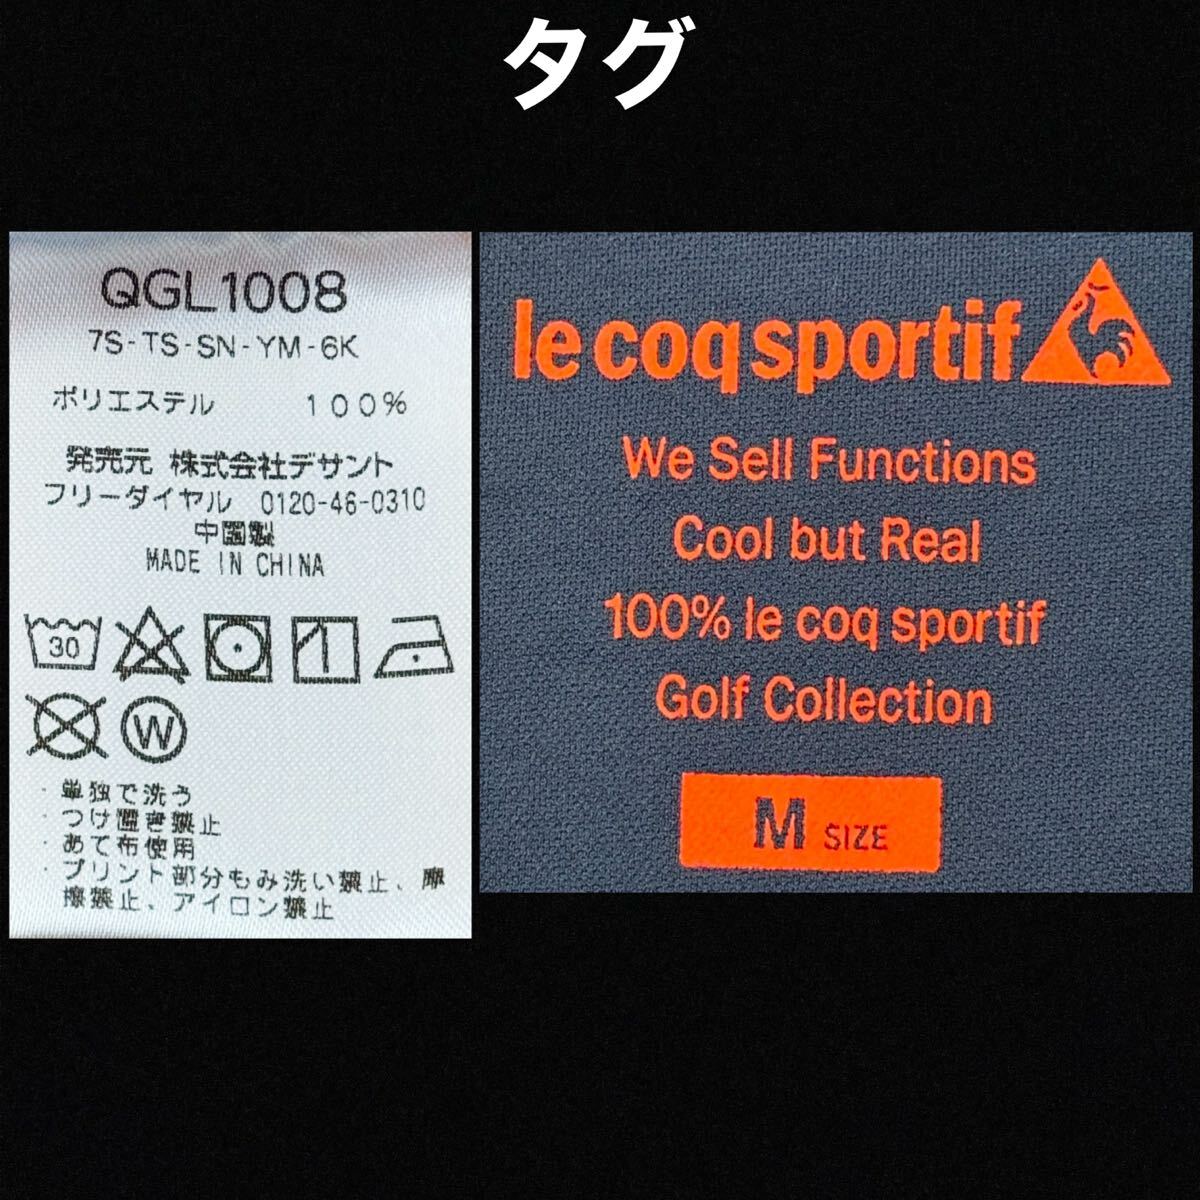 タグ
QGL1008
7S-TS-SN-YM-6K
ポリエステル 100%
発売元 株式会社デサント
フリーダイヤル 0120-46-0310
中国製
MADE IN CHINA
30
W
・単独で洗う
・つけ置き禁止
・あて布使用
・プリント部分もみ洗い禁止、摩
擦禁止、アイロン禁止
le coq sportif
We Sell Functions
Cool but Real
100% le coq sportif
Golf Collection
M SIZE